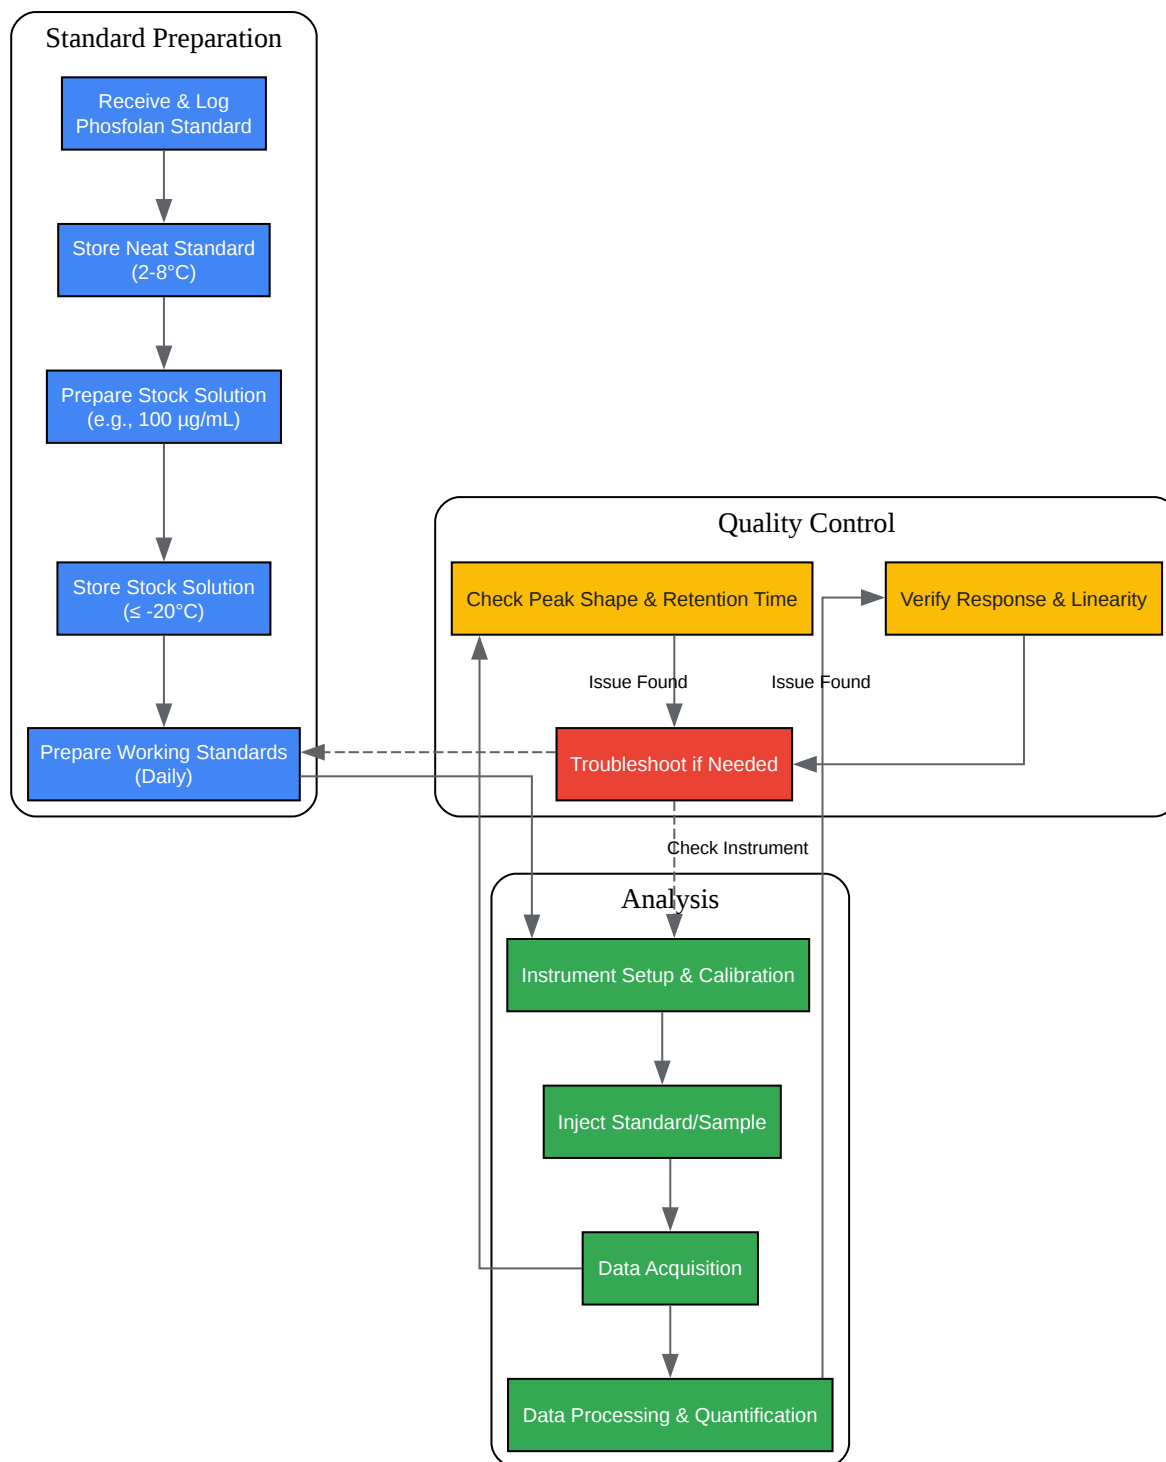 Standard Preparation
Receive & Log
Phosfolan Standard
Store Neat Standard
(2-8°C)
Prepare Stock Solution
(e.g., 100 µg/mL)
Store Stock Solution
(≤ -20°C)
Prepare Working Standards
(Daily)
Quality Control
Check Peak Shape & Retention Time
Verify Response & Linearity
Issue Found
Issue Found
Troubleshoot if Needed
Check Instrument
Analysis
Instrument Setup & Calibration
Inject Standard/Sample
Data Acquisition
Data Processing & Quantification